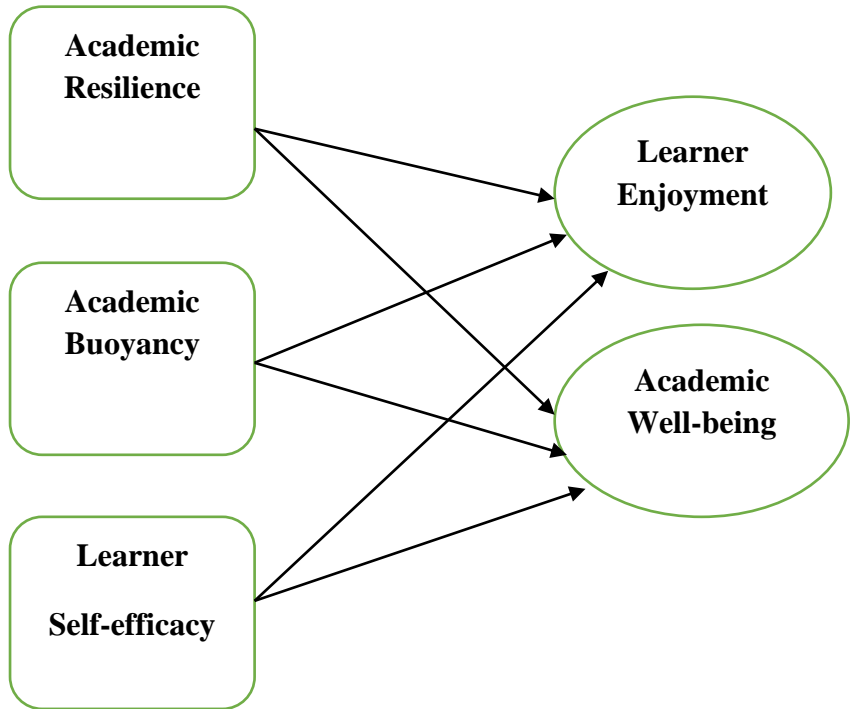 Academic
Resilience
Academic
Buoyancy
Learner
Self-efficacy
Learner
Enjoyment
Academic
Well-being